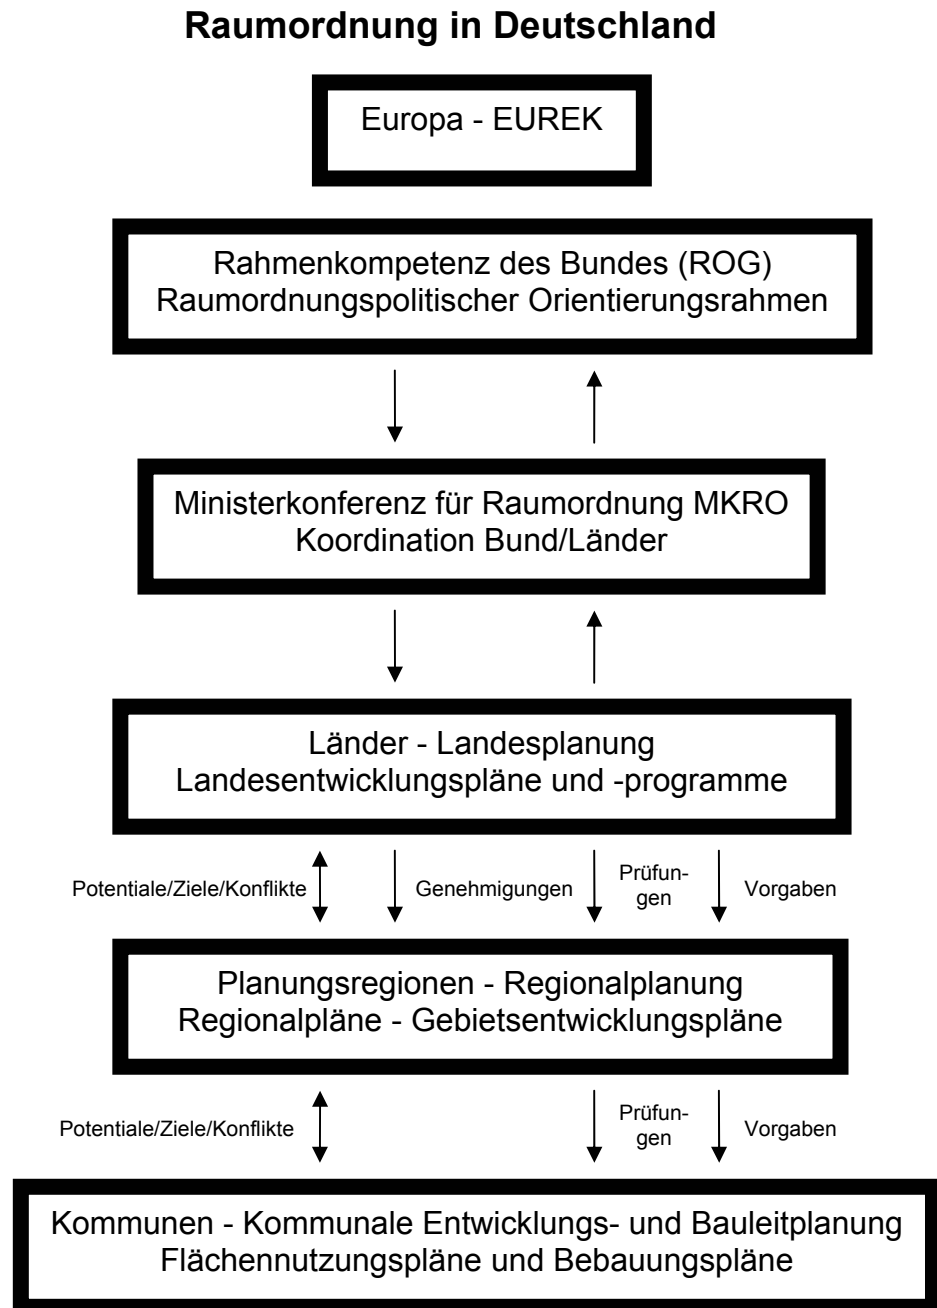 Raumordnung in Deutschland
Europa - EUREK
Rahmenkompetenz des Bundes (ROG)
Raumordnungspolitischer Orientierungsrahmen
Ministerkonferenz für Raumordnung MKRO
Koordination Bund/Länder
Länder - Landesplanung
Landesentwicklungspläne und -programme
Potentiale/Ziele/Konflikte
Genehmigungen
Prüfun-
gen
Vorgaben
Planungsregionen - Regionalplanung
Regionalpläne - Gebietsentwicklungspläne
Potentiale/Ziele/Konflikte
Prüfun-
gen
Vorgaben
Kommunen - Kommunale Entwicklungs- und Bauleitplanung
Flächennutzungspläne und Bebauungspläne